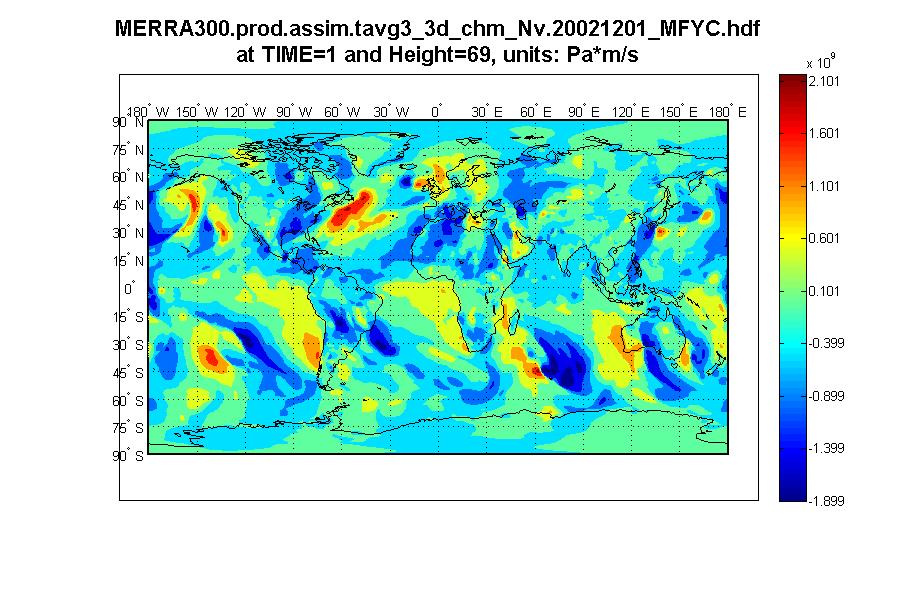 MERRA300.prod.assim.tavg3_3d_chm_Nv.20021201_MFYC.hdf
at TIME=1 and Height=69, units: Pa*m/s
x 10^9
180° W 150° W 120° W 90° W 60° W 30° W 0° 30° E 60° E 90° E 120° E 150° E 180° E
90° N
75° N
60° N
45° N
30° N
15° N
0°
15° S
30° S
45° S
60° S
75° S
90° S
2.101
1.601
1.101
0.601
0.101
-0.399
-0.899
-1.399
-1.899